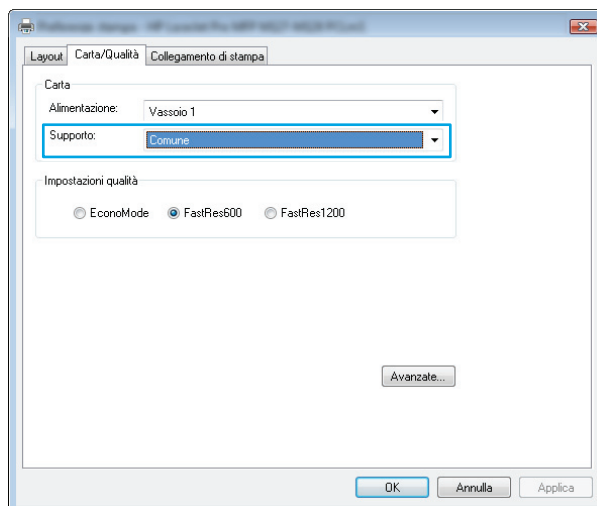 Layout Carta/Qualità Collegamento di stampa
Carta
Alimentazione: Vassoio 1
Supporto: Comune
Impostazioni qualità
EconoMode FastRes600 FastRes1200
Avanzate...
OK Annulla Applica